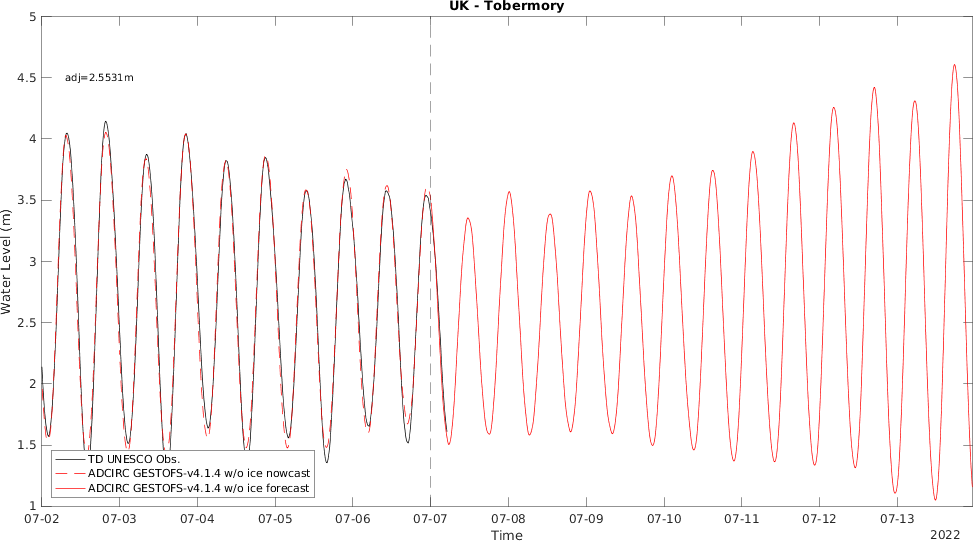 UK - Tobermory
5
4.5
4
3.5
3
2.5
2
1.5
1
Water Level (m)
adj=2.5531m
TD UNESCO Obs.
ADCIRC GESTOFS-v4.1.4 w/o ice nowcast
ADCIRC GESTOFS-v4.1.4 w/o ice forecast
07-02 07-03 07-04 07-05 07-06 07-07 07-08 07-09 07-10 07-11 07-12 07-13
Time
2022